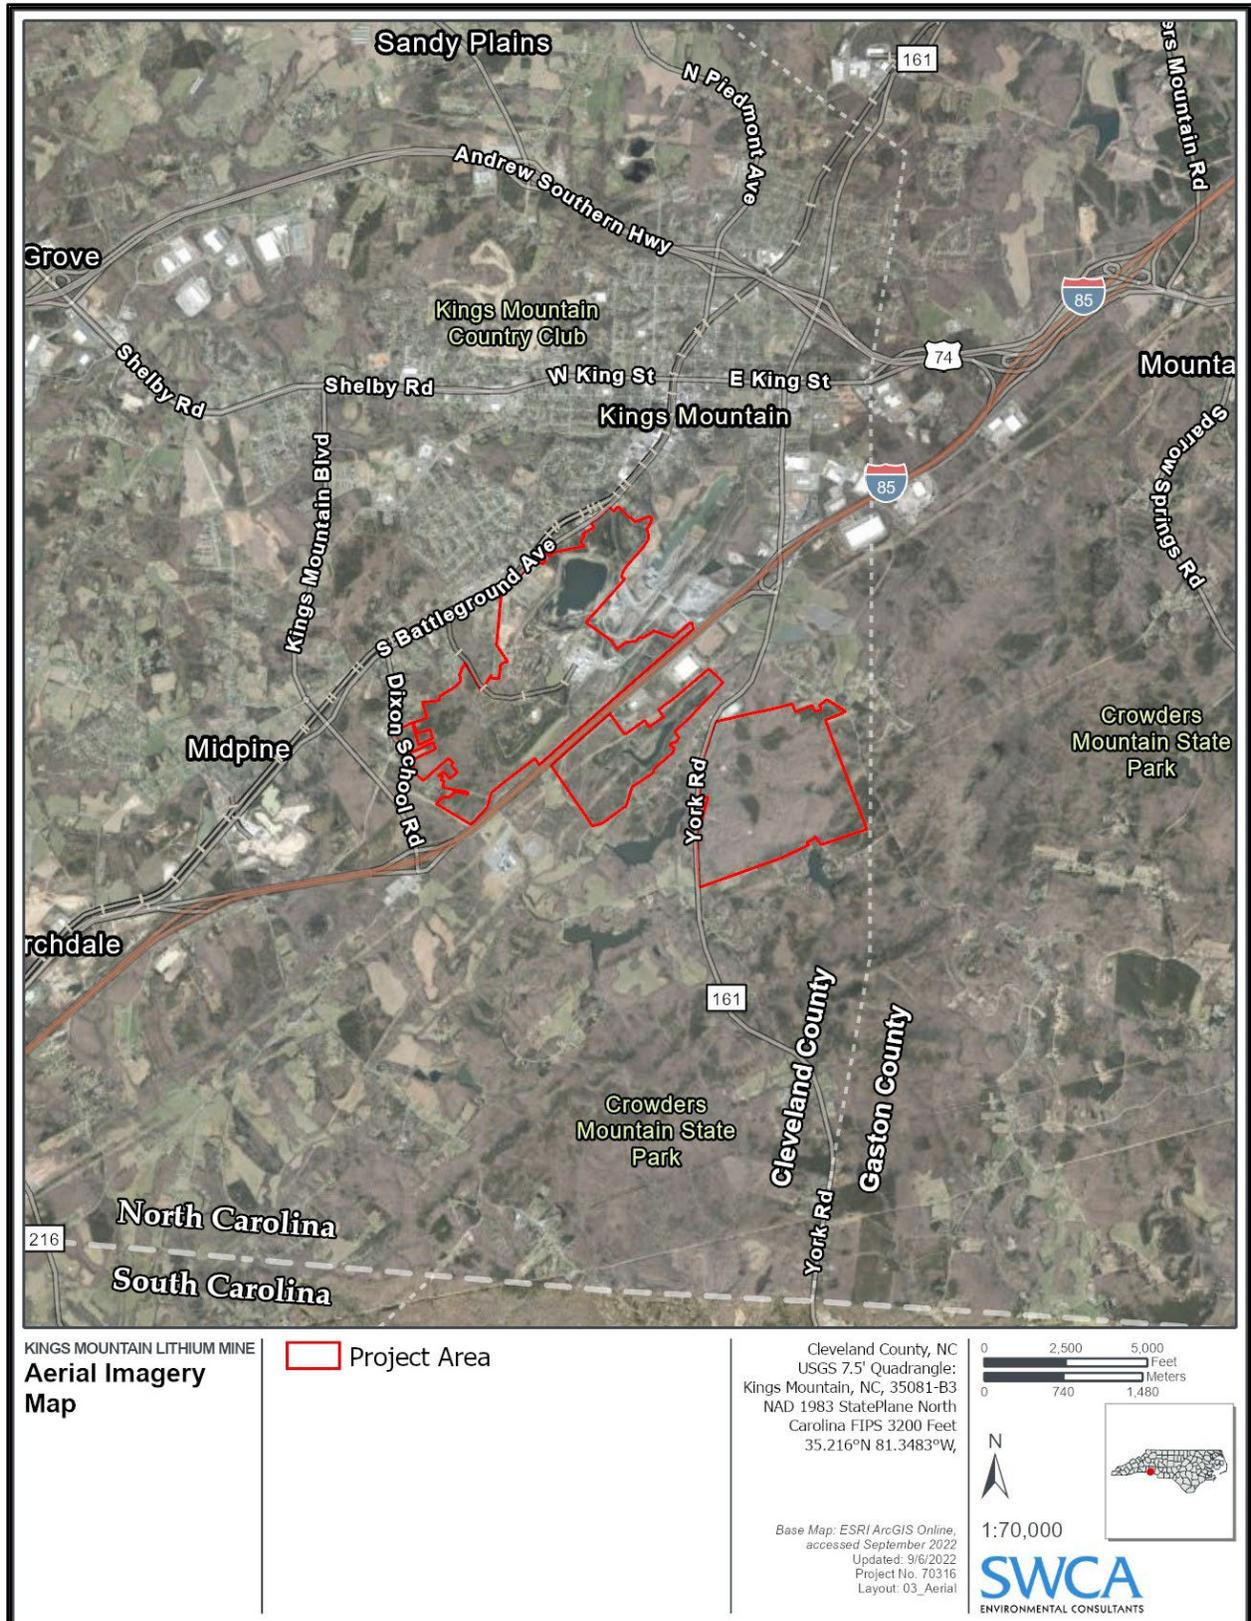 Sandy Plains
161
N Piedmont Ave
ers Mountain Rd
Andrew Southern Hwy
Grove
85
Kings Mountain
Country Club
74
Shelby Rd
Shelby Rd
W King St
E King St
Mounta
Kings Mountain
Sparrow Springs Rd
Kings Mountain Blvd
85
S Battleground Ave
Dixon School Rd
Midpine
Crowders
Mountain State
Park
York Rd
rchdale
161
Cleveland County
Gaston County
Crowders
Mountain State
Park
York Rd
North Carolina
216
South Carolina
KINGS MOUNTAIN LITHIUM MINE
Aerial Imagery
Map
Project Area
Cleveland County, NC
USGS 7.5' Quadrangle:
Kings Mountain, NC, 35081-B3
NAD 1983 StatePlane North
Carolina FIPS 3200 Feet
35.216°N 81.3483°W,
Base Map: ESRI ArcGIS Online,
accessed September 2022
Updated: 9/6/2022
Project No. 70316
Layout: 03_Aerial
0 2,500 5,000
Feet
Meters
0 740 1,480
N
1:70,000
SWCA
ENVIRONMENTAL CONSULTANTS